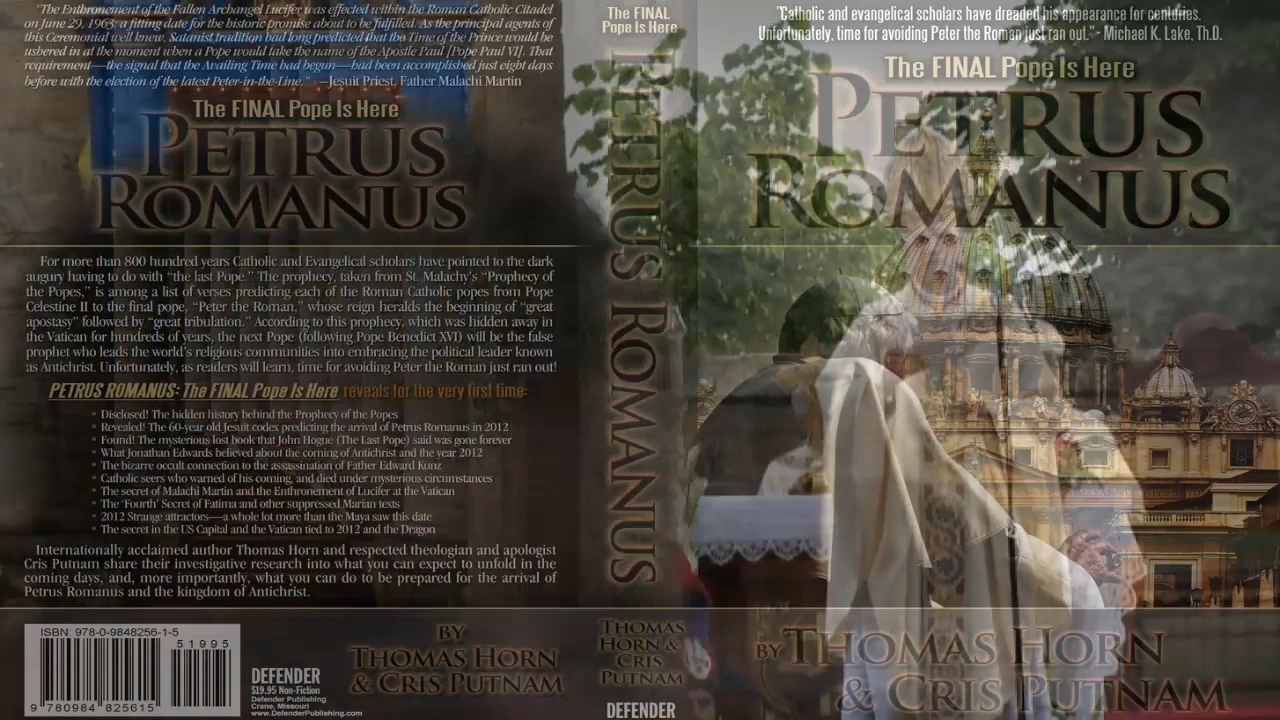 "The Enthronement of the Fallen Archangel Lucifer was effected within the Roman Catholic Citadel
on June 29, 1963; a fitting date for the historic promise about to be fulfilled. As the principal agents of
this Ceremonial well knew, Satanist tradition had long predicted that the Time of the Prince would be
ushered in at the moment when a Pope would take the name of the Apostle Paul [Pope Paul VI]. That
requirement—the signal that the Availing Time had begun—had been accomplished just eight days
before with the election of the latest Peter-in-the-Line." —Jesuit Priest, Father Malachi Martin
The FINAL Pope Is Here
PETRUS
ROMANUS
For more than 800 hundred years Catholic and Evangelical scholars have pointed to the dark
augury having to do with "the last Pope." The prophecy, taken from St. Malachy's "Prophecy of
the Popes," is among a list of verses predicting each of the Roman Catholic popes from Pope
Celestine II to the final pope, "Peter the Roman," whose reign heralds the beginning of "great
apostasy" followed by "great tribulation." According to this prophecy, which was hidden away in
the Vatican for hundreds of years, the next Pope (following Pope Benedict XVI) will be the false
prophet who leads the world's religious communities into embracing the political leader known
as Antichrist. Unfortunately, as readers will learn, time for avoiding Peter the Roman just ran out!
PETRUS ROMANUS: The FINAL Pope Is Here reveals for the very first time:
• Disclosed! The hidden history behind the Prophecy of the Popes
• Revealed! The 60-year old Jesuit codex predicting the arrival of Petrus Romanus in 2012
• Found! The mysterious lost book that John Hogue (The Last Pope) said was gone forever
• What Jonathan Edwards believed about the coming of Antichrist and the year 2012
• The bizarre occult connection to the assassination of Father Edward Kunz
• Catholic seers who warned of his coming, and died under mysterious circumstances
• The secret of Malachi Martin and the Enthronement of Lucifer at the Vatican
• The 'Fourth' Secret of Fatima and other suppressed Marian texts
• 2012 Strange attractors—a whole lot more than the Maya saw this date
• The secret in the US Capital and the Vatican tied to 2012 and the Dragon
Internationally acclaimed author Thomas Horn and respected theologian and apologist
Cris Putnam share their investigative research into what you can expect to unfold in the
coming days, and, more importantly, what you can do to be prepared for the arrival of
Petrus Romanus and the kingdom of Antichrist.
ISBN: 978-0-9848256-1-5
51995
9 780984 825615
DEFENDER
$19.95 Non-Fiction
Defender Publishing
Crane, Missouri
www.DefenderPublishing.com
BY
THOMAS HORN
& CRIS PUTNAM
The FINAL
Pope Is Here
PETRUS ROMANUS
THOMAS
HORN &
CRIS
PUTNAM
DEFENDER
"Catholic and evangelical scholars have dreaded his appearance for centuries.
Unfortunately, time for avoiding Peter the Roman just ran out." - Michael K. Lake, Th.D.
The FINAL Pope Is Here
PETRUS
ROMANUS
BY THOMAS HORN
& CRIS PUTNAM